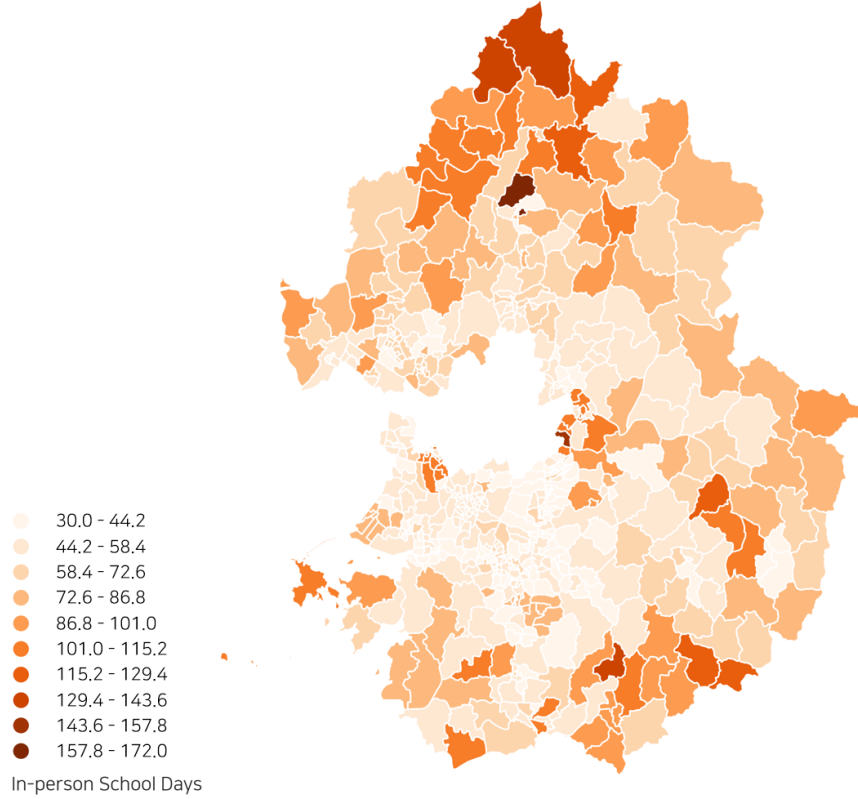 30.0 - 44.2
44.2 - 58.4
58.4 - 72.6
72.6 - 86.8
86.8 - 101.0
101.0 - 115.2
115.2 - 129.4
129.4 - 143.6
143.6 - 157.8
157.8 - 172.0
In-person School Days